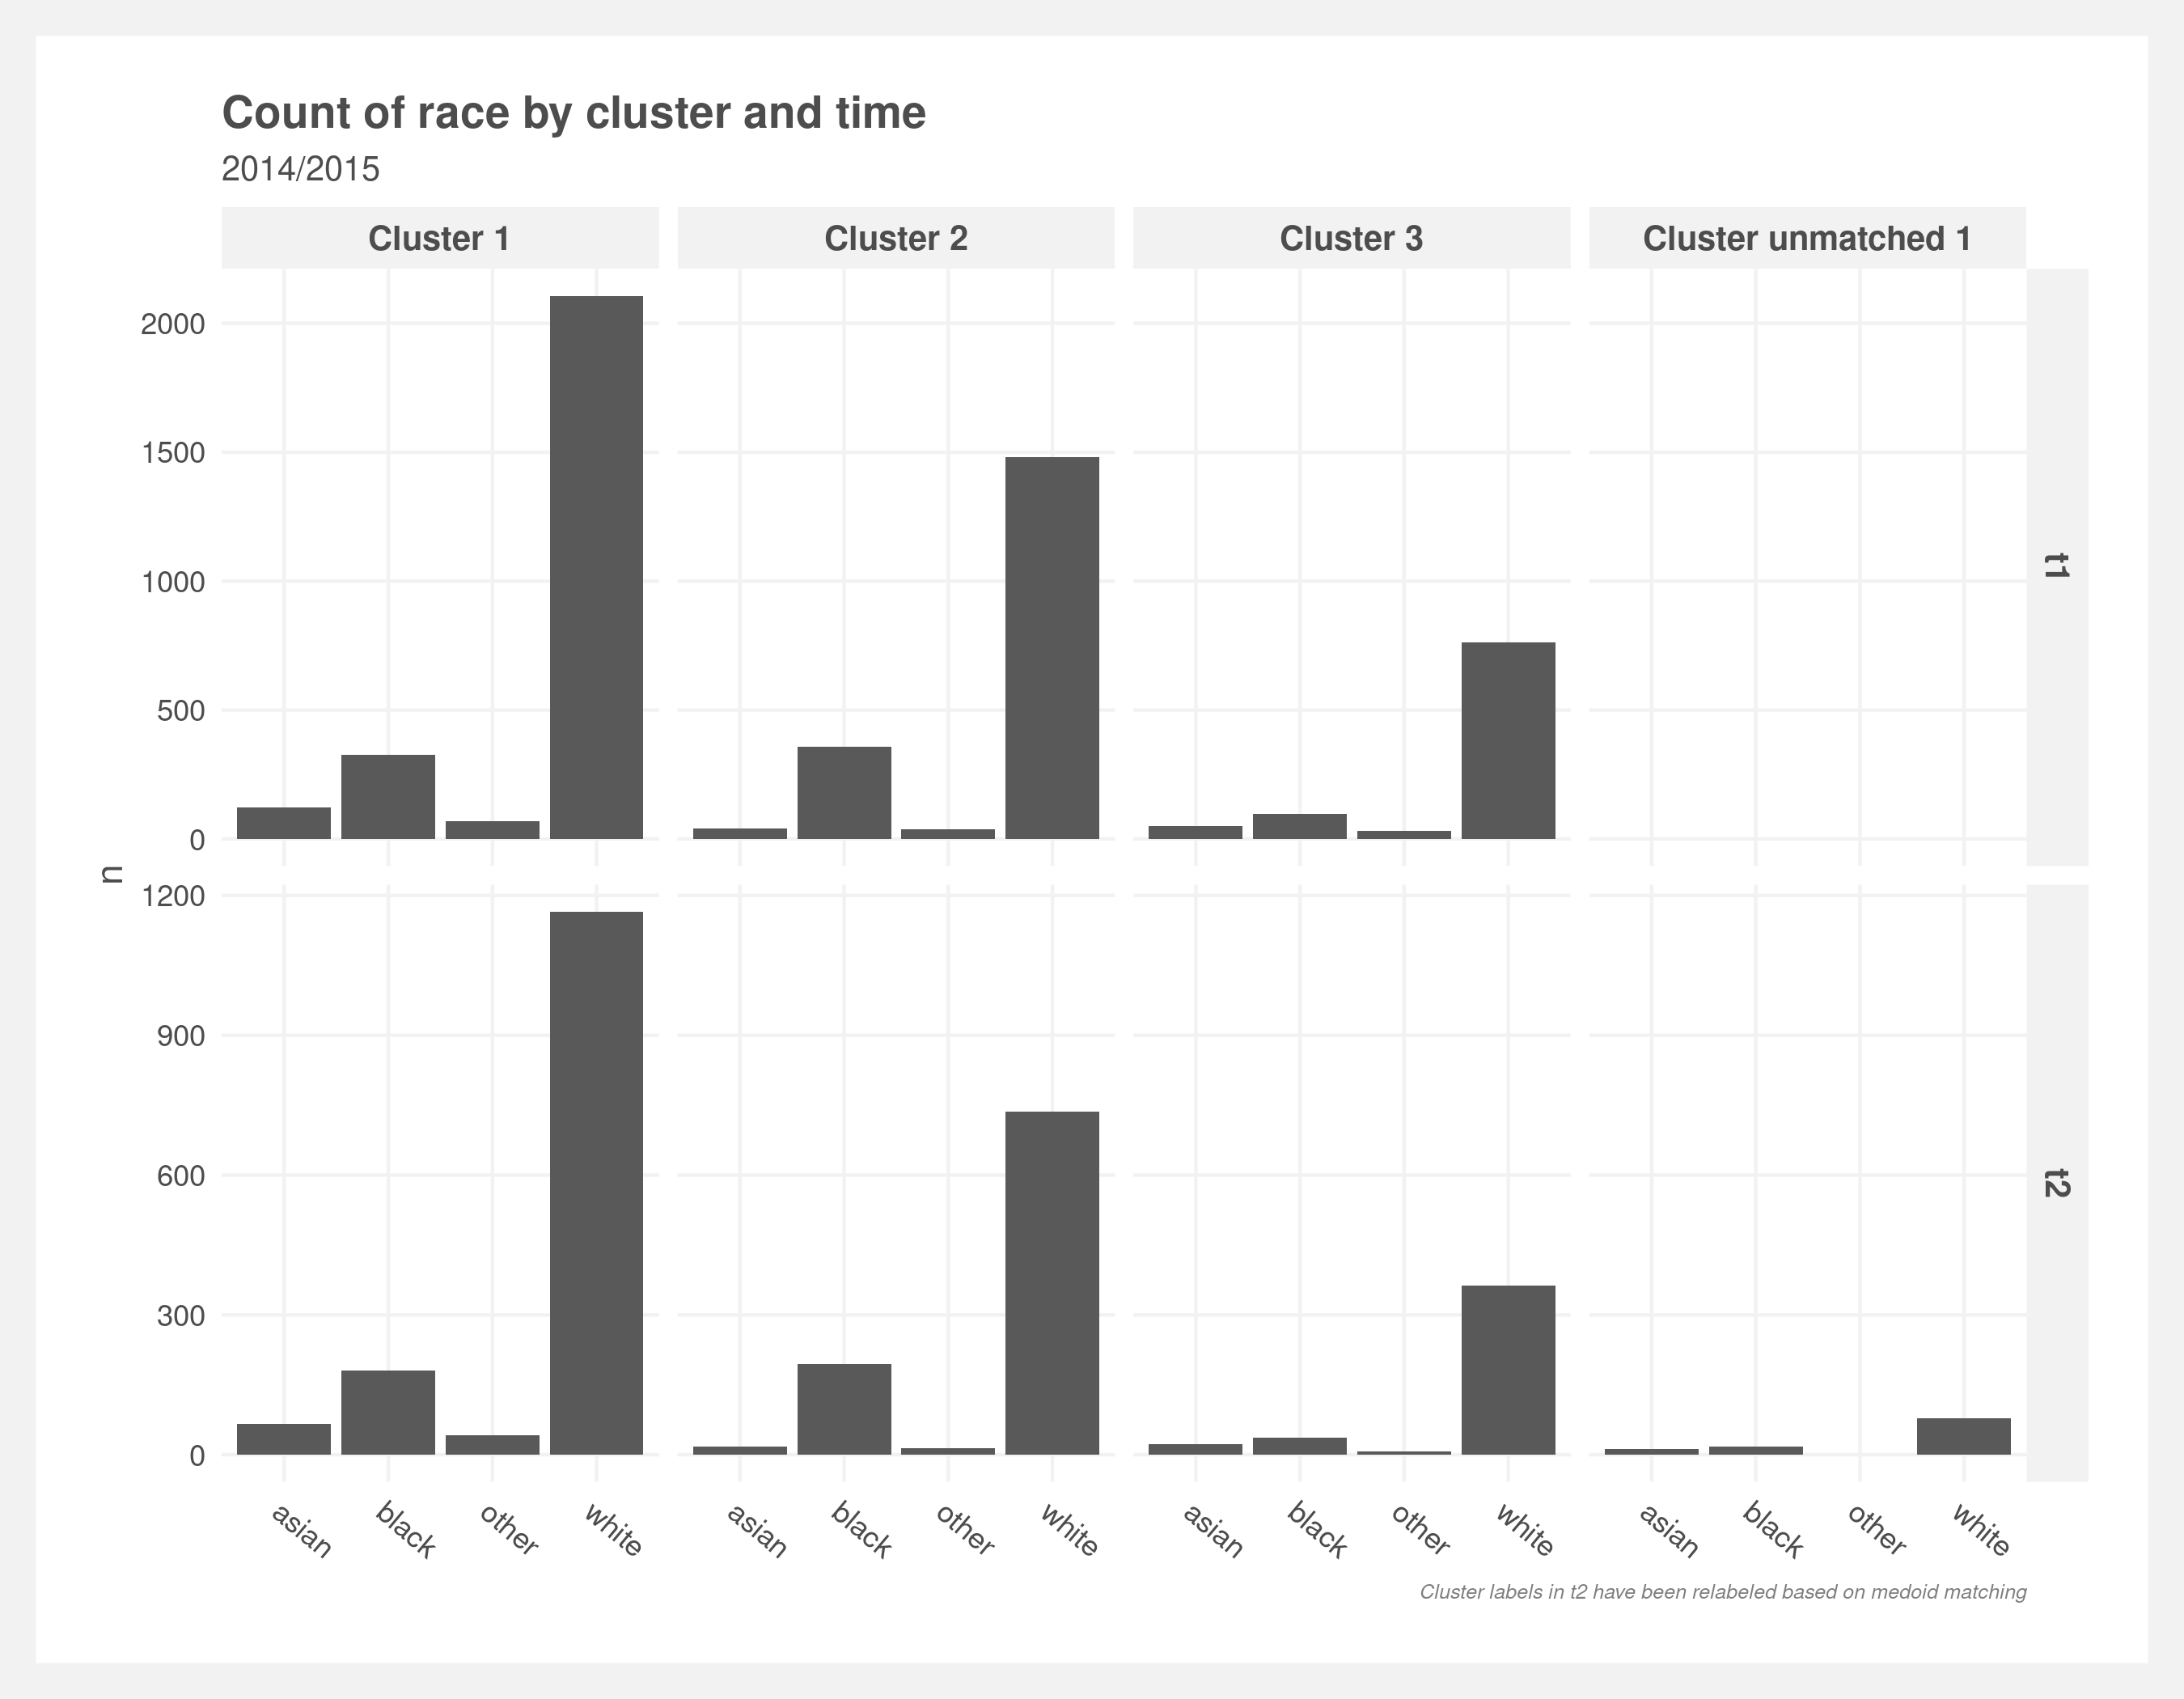 Count of race by cluster and time
2014/2015
Cluster 1 Cluster 2 Cluster 3 Cluster unmatched 1
2000
1500
1000
500
0
t1
n
1200
900
600
300
0
t2
asian black other white asian black other white asian black other white asian black other white
Cluster labels in t2 have been relabeled based on medoid matching